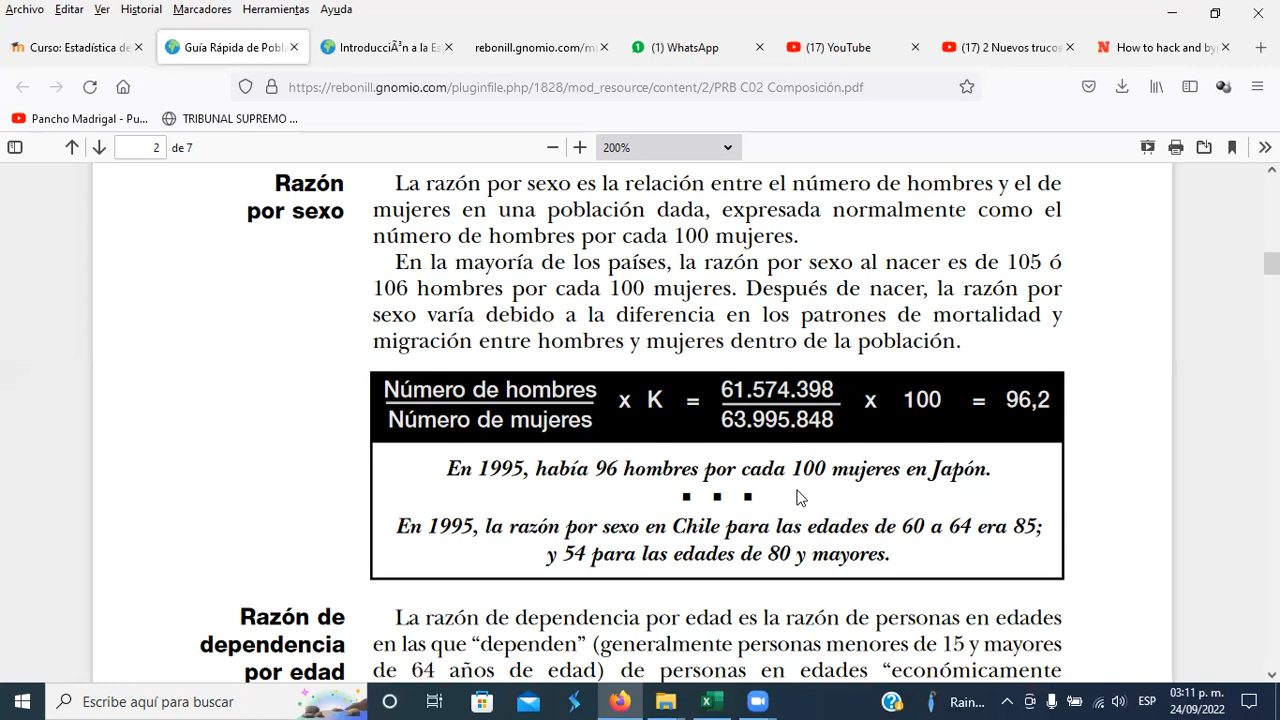 Archivo Editar Ver Historial Marcadores Herramientas Ayuda
Curso: Estadística de
Guía Rápida de Pobla
IntroducciÃ³n a la Es
rebonill.gnomio.com/m
(1) WhatsApp
(17) YouTube
(17) 2 Nuevos trucos
How to hack and by
https://rebonill.gnomio.com/pluginfile.php/1828/mod_resource/content/2/PRB C02 Composición.pdf
Pancho Madrigal - Pu...
TRIBUNAL SUPREMO ...
2 de 7
200%
Razón
por sexo
La razón por sexo es la relación entre el número de hombres y el de
mujeres en una población dada, expresada normalmente como el
número de hombres por cada 100 mujeres.
En la mayoría de los países, la razón por sexo al nacer es de 105 ó
106 hombres por cada 100 mujeres. Después de nacer, la razón por
sexo varía debido a la diferencia en los patrones de mortalidad y
migración entre hombres y mujeres dentro de la población.
Número de hombres
Número de mujeres
x K =
61.574.398
63.995.848
x 100 = 96,2
En 1995, había 96 hombres por cada 100 mujeres en Japón.
En 1995, la razón por sexo en Chile para las edades de 60 a 64 era 85;
y 54 para las edades de 80 y mayores.
Razón de
dependencia
por edad
La razón de dependencia por edad es la razón de personas en edades
en las que “dependen” (generalmente personas menores de 15 y mayores
de 64 años de edad) de personas en edades “económicamente
Escribe aquí para buscar
Rain...
ESP
03:11 p. m.
24/09/2022